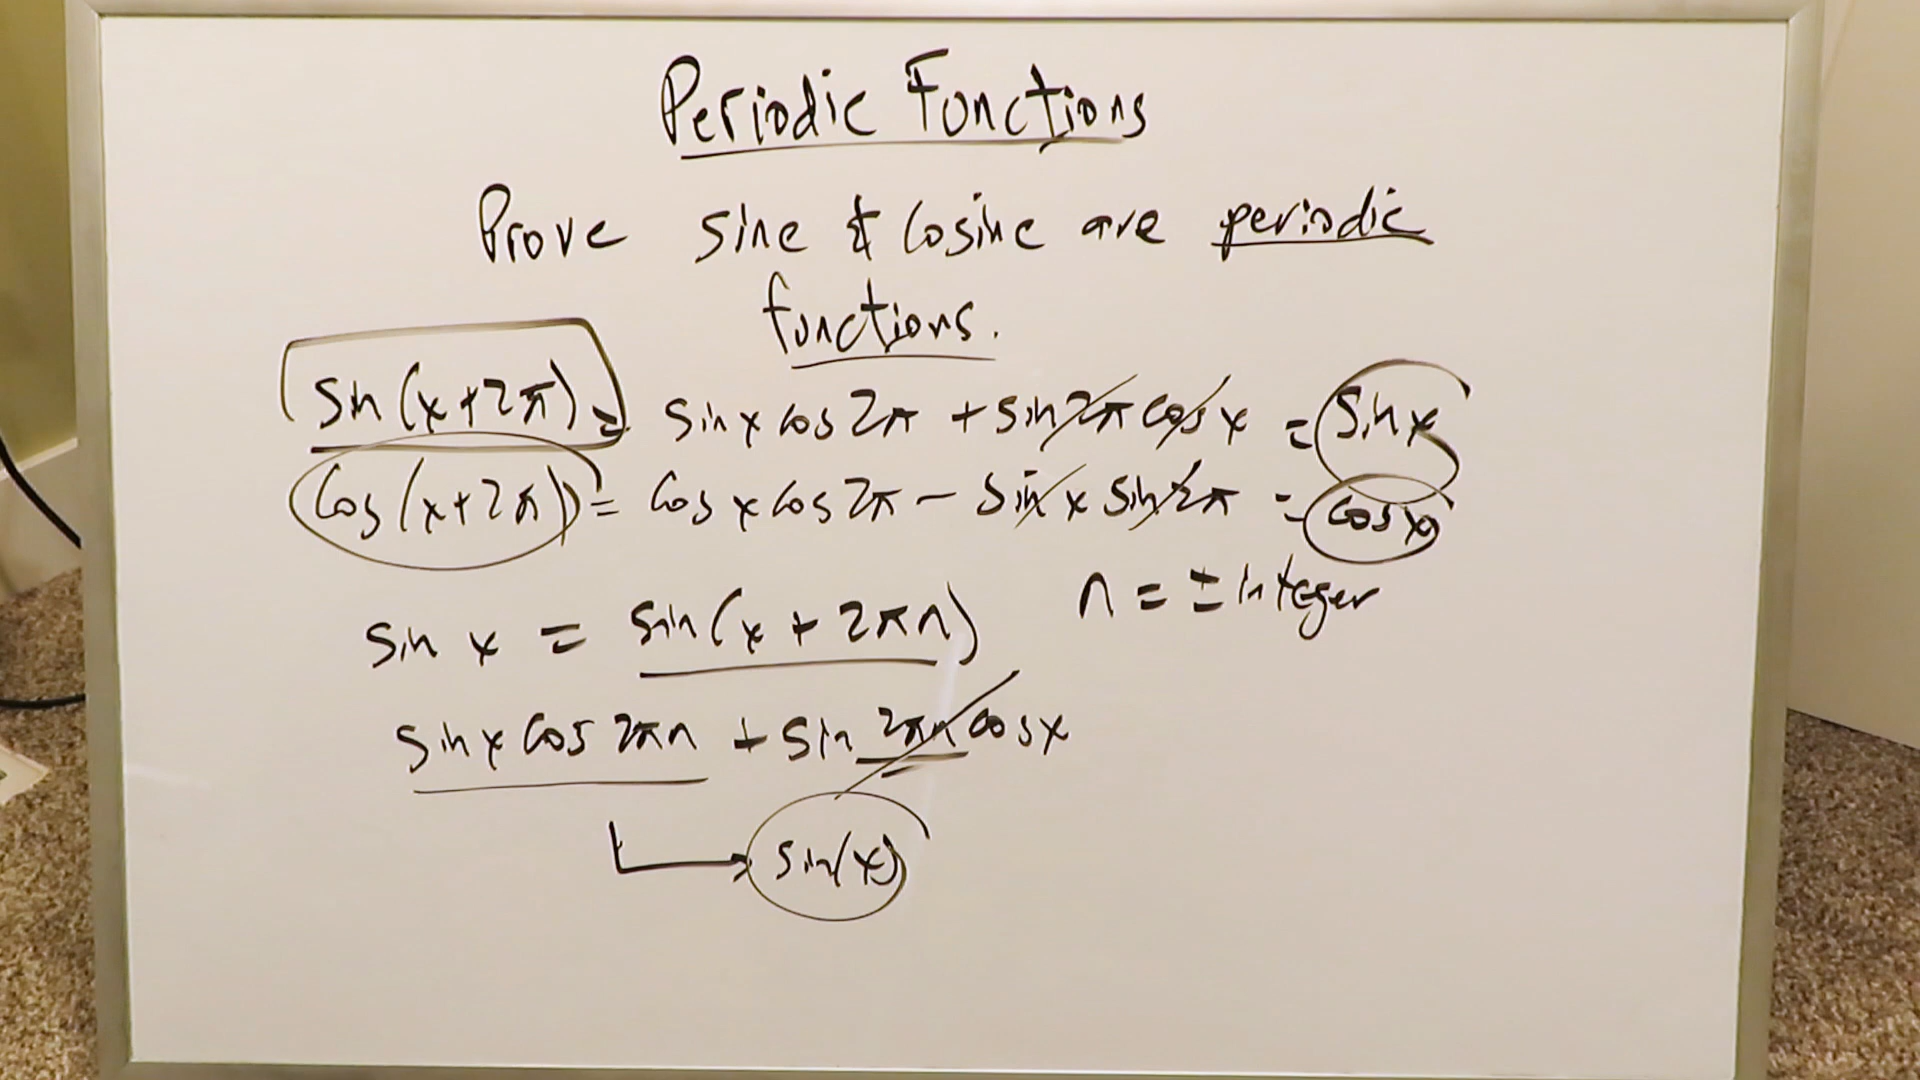 Periodic Functions
Prove sine & cosine are periodic
functions.
sin(x+2π) = sin x cos 2π + sin 2π cos x = sin x
cos(x+2π) = cos x cos 2π - sin x sin 2π = cos x
sin x = sin(x + 2πn) n = ± integer
sin x cos 2πn + sin 2πn cos x
sin(x)